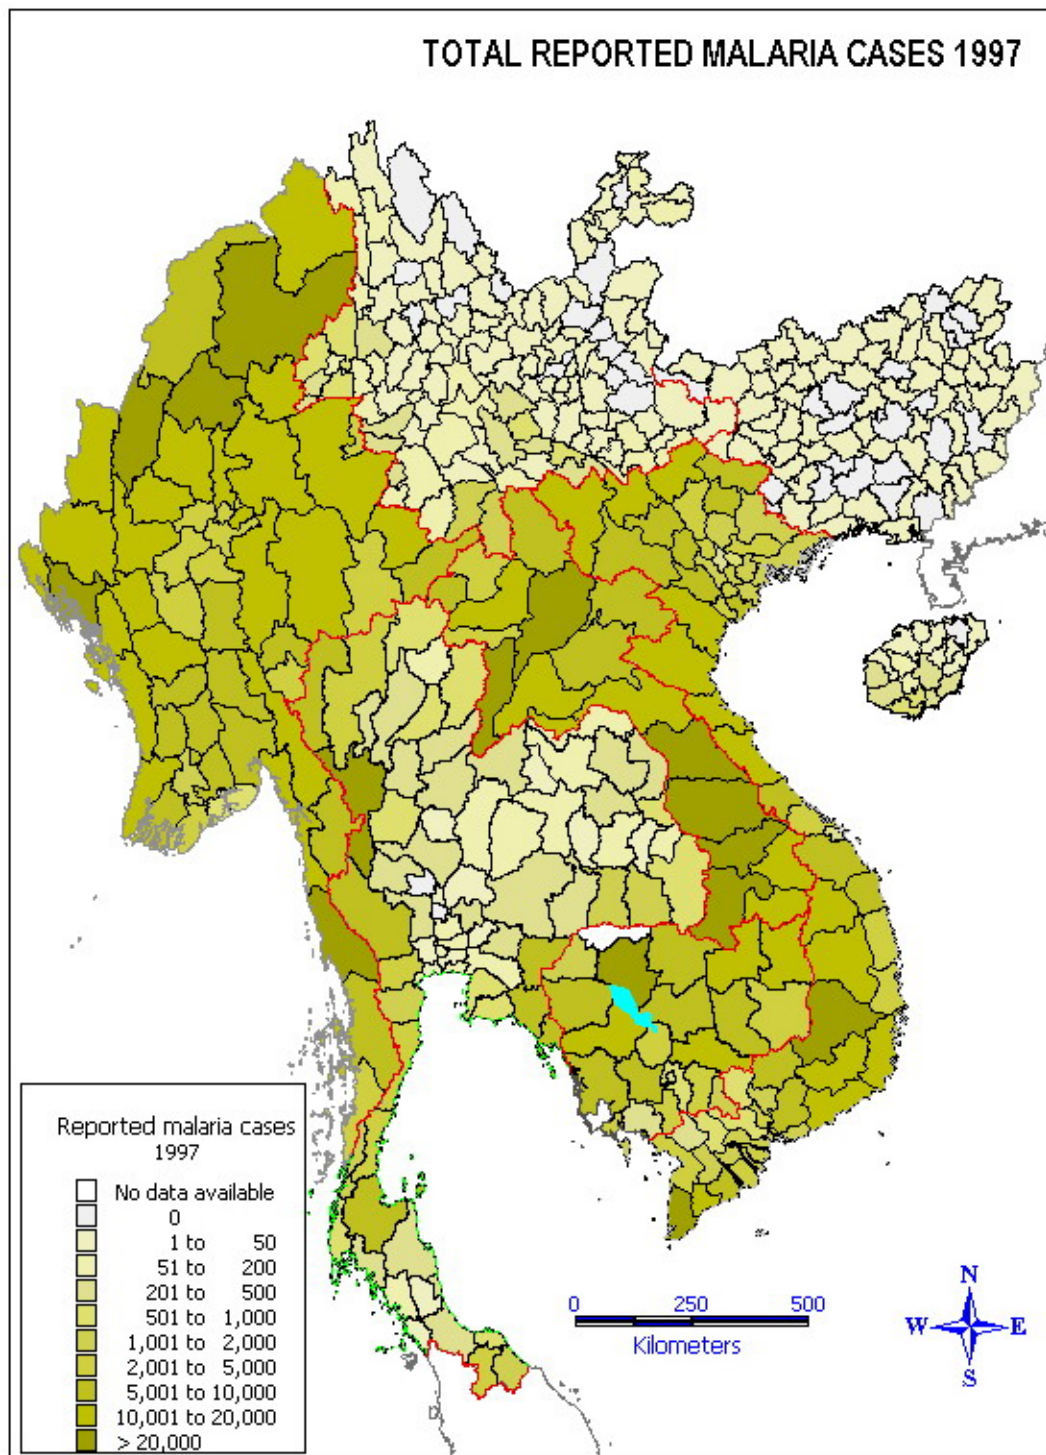 TOTAL REPORTED MALARIA CASES 1997
Reported malaria cases
1997
No data available
0
1 to 50
51 to 200
201 to 500
501 to 1,000
1,001 to 2,000
2,001 to 5,000
5,001 to 10,000
10,001 to 20,000
> 20,000
0 250 500
Kilometers
N
W E
S